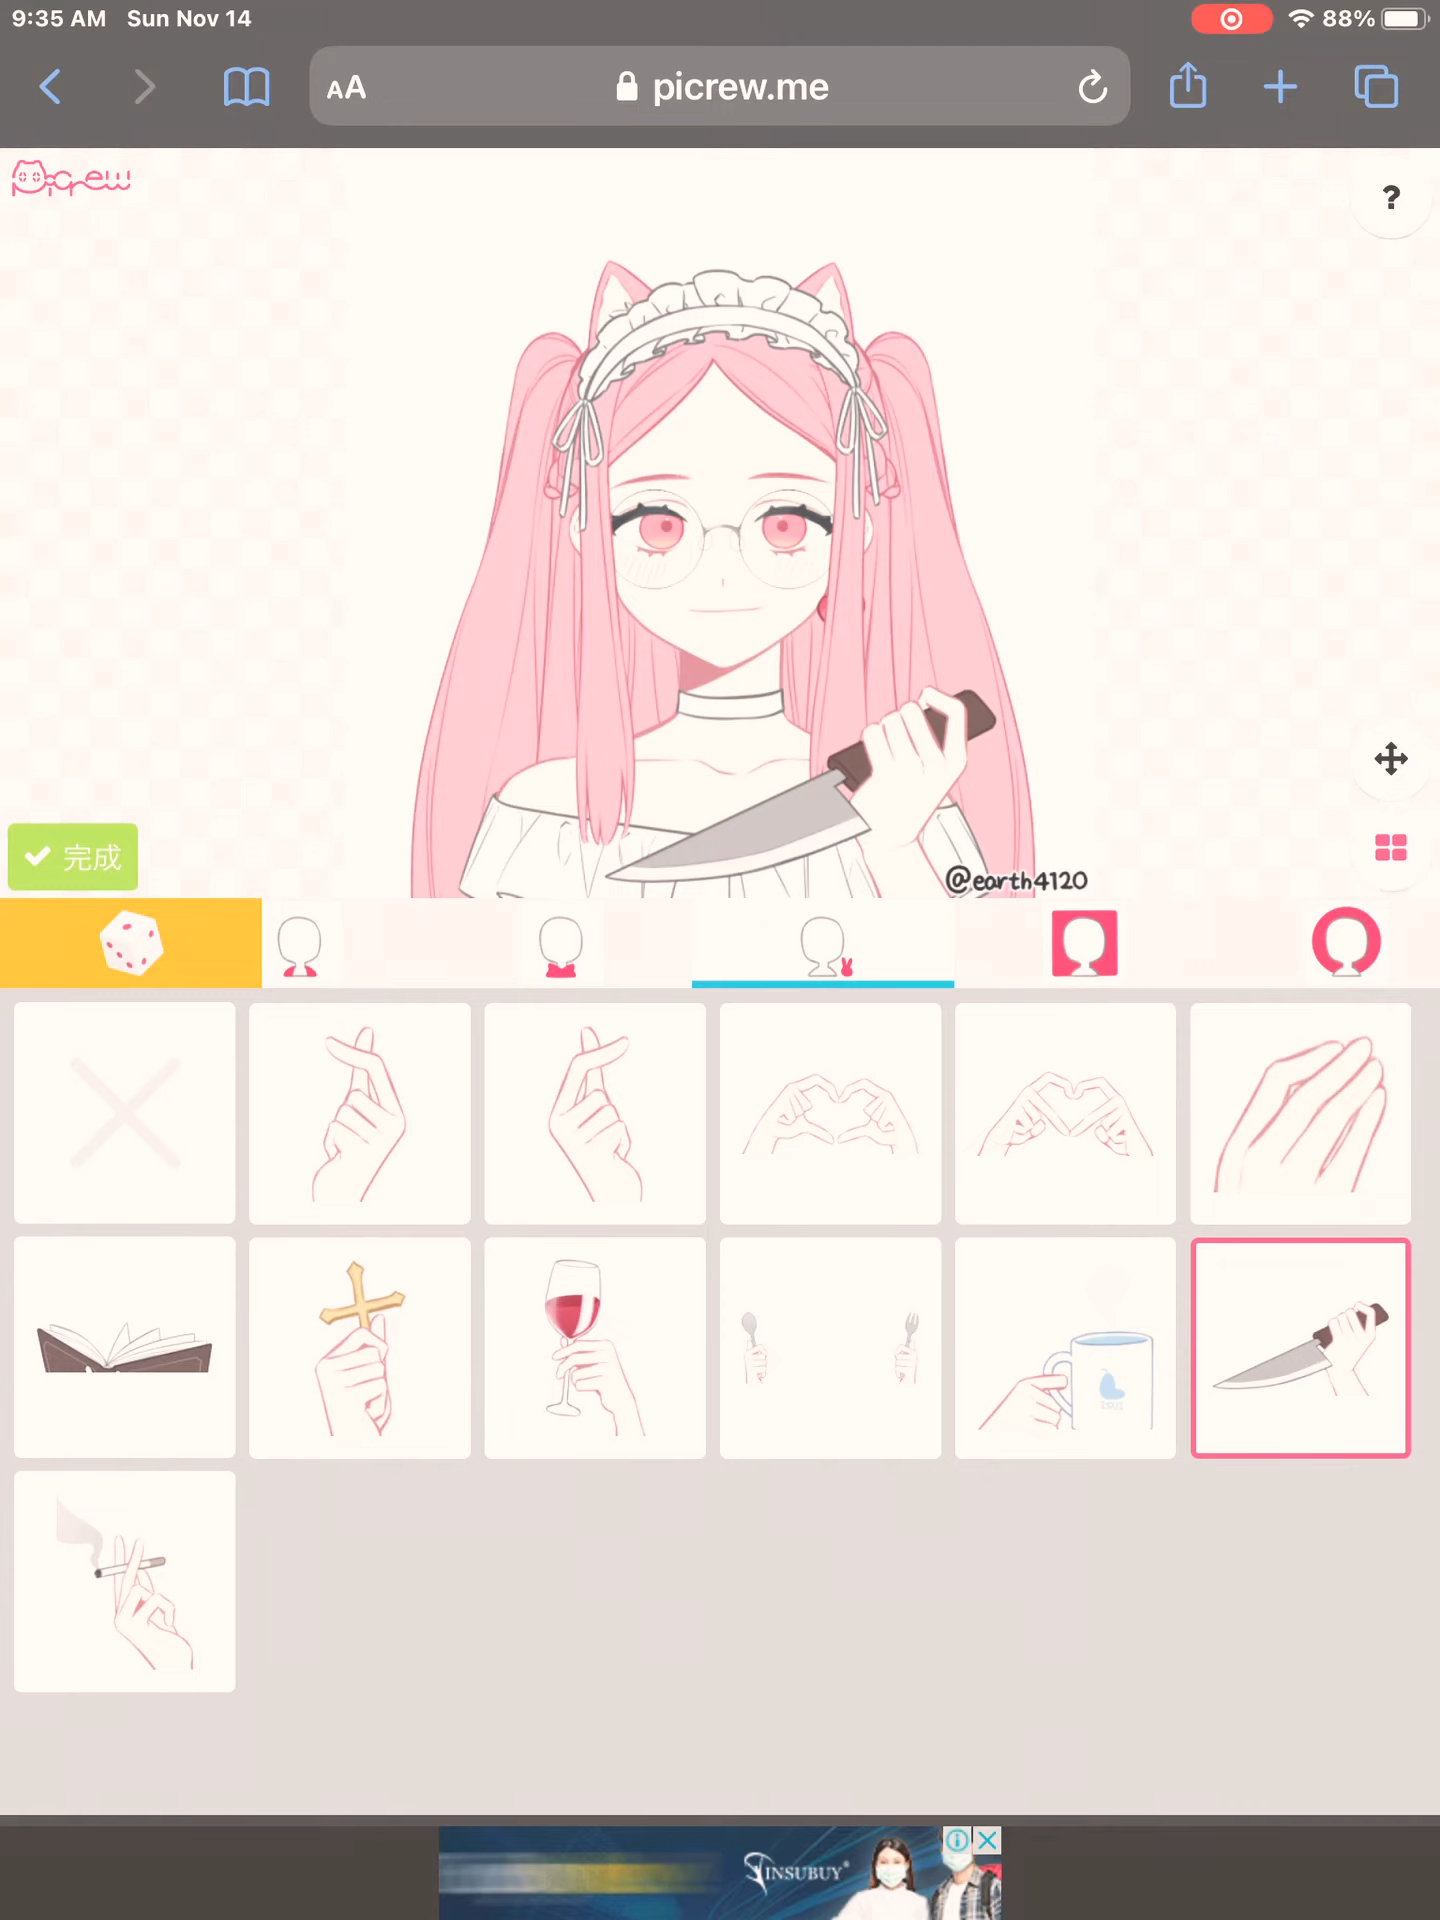 9:35 AM Sun Nov 14
88%
AA
picrew.me
Picrew
?
完成
@earth4120
INSUBUY®